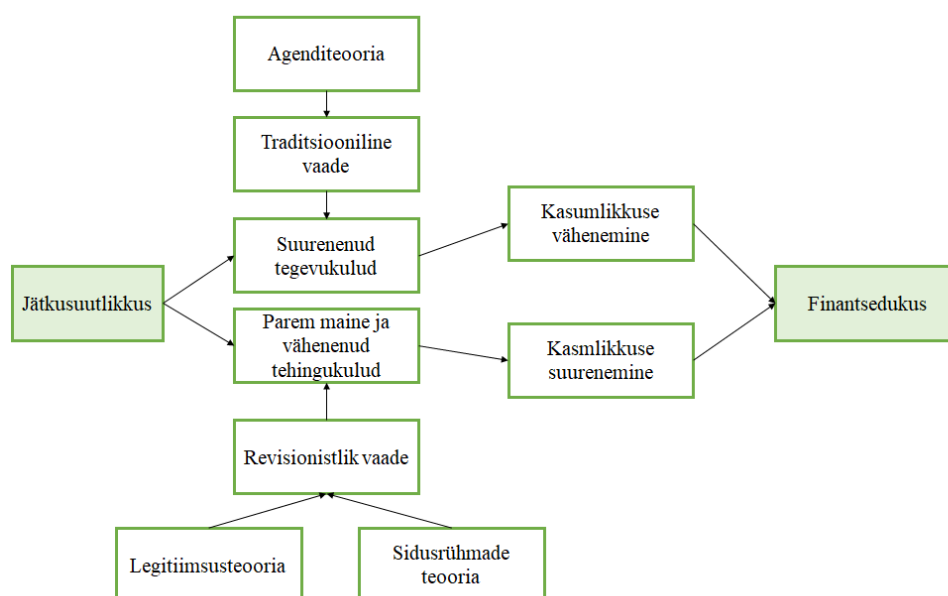 Agenditeooria
Traditsiooniline
vaade
Suurenenud
tegevukulud
Kasumlikkuse
vähenemine
Jätkusuutlikkus
Finantsedukus
Parem maine ja
vähenenud
tehingukulud
Kasmlikkuse
suurenemine
Revisionistlik vaade
Legitiimsusteooria
Sidusrühmade
teooria